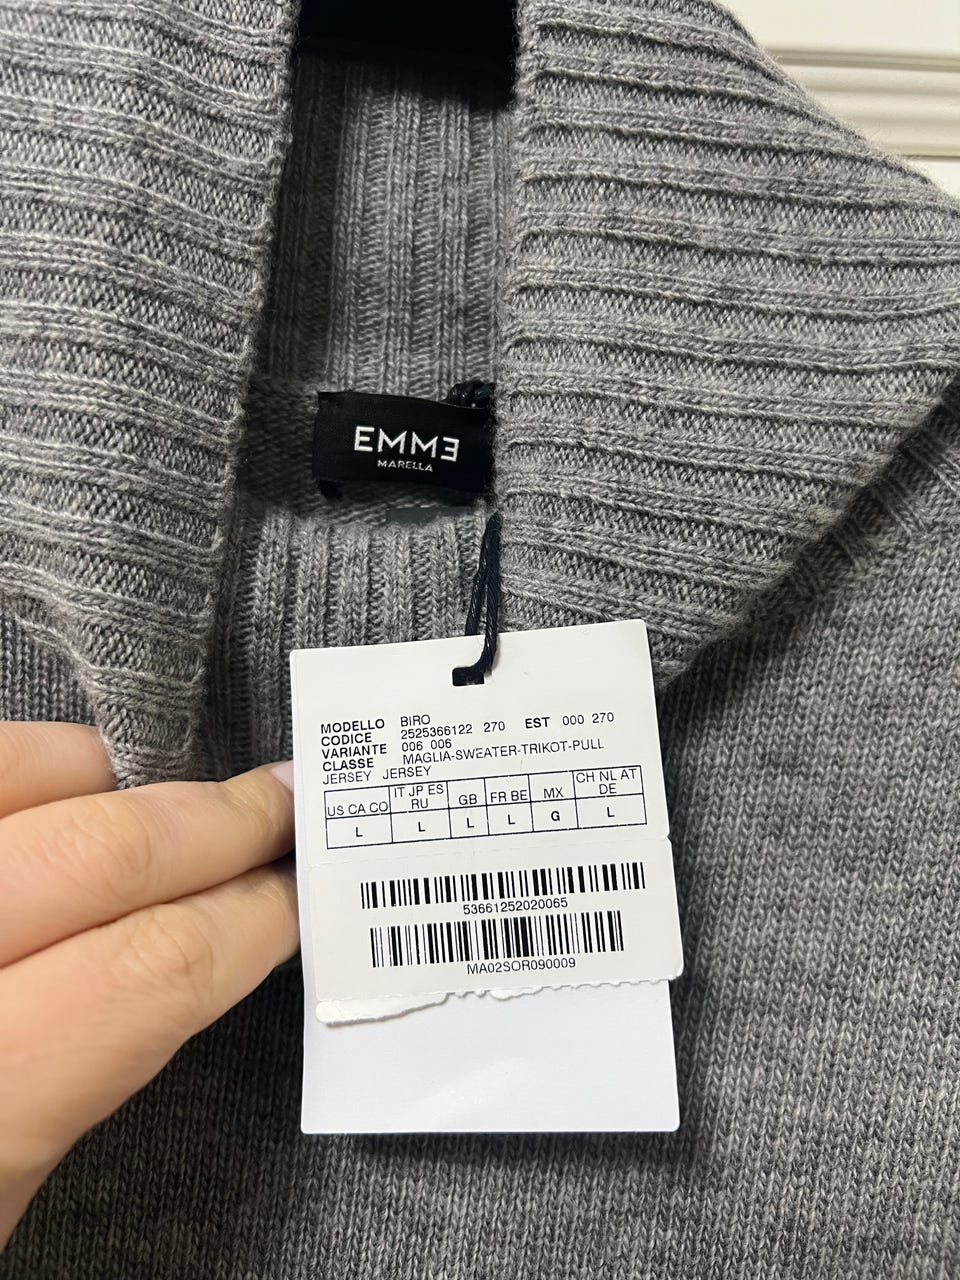 EMMƎ
MARELLA
MODELLO BIRO
CODICE 2525366122 270 EST 000 270
VARIANTE 006 006
CLASSE MAGLIA-SWEATER-TRIKOT-PULL
JERSEY JERSEY
US CA CO IT JP ES RU GB FR BE MX CH NL AT DE
L L L L G L
53661252020065
MA02SOR090009